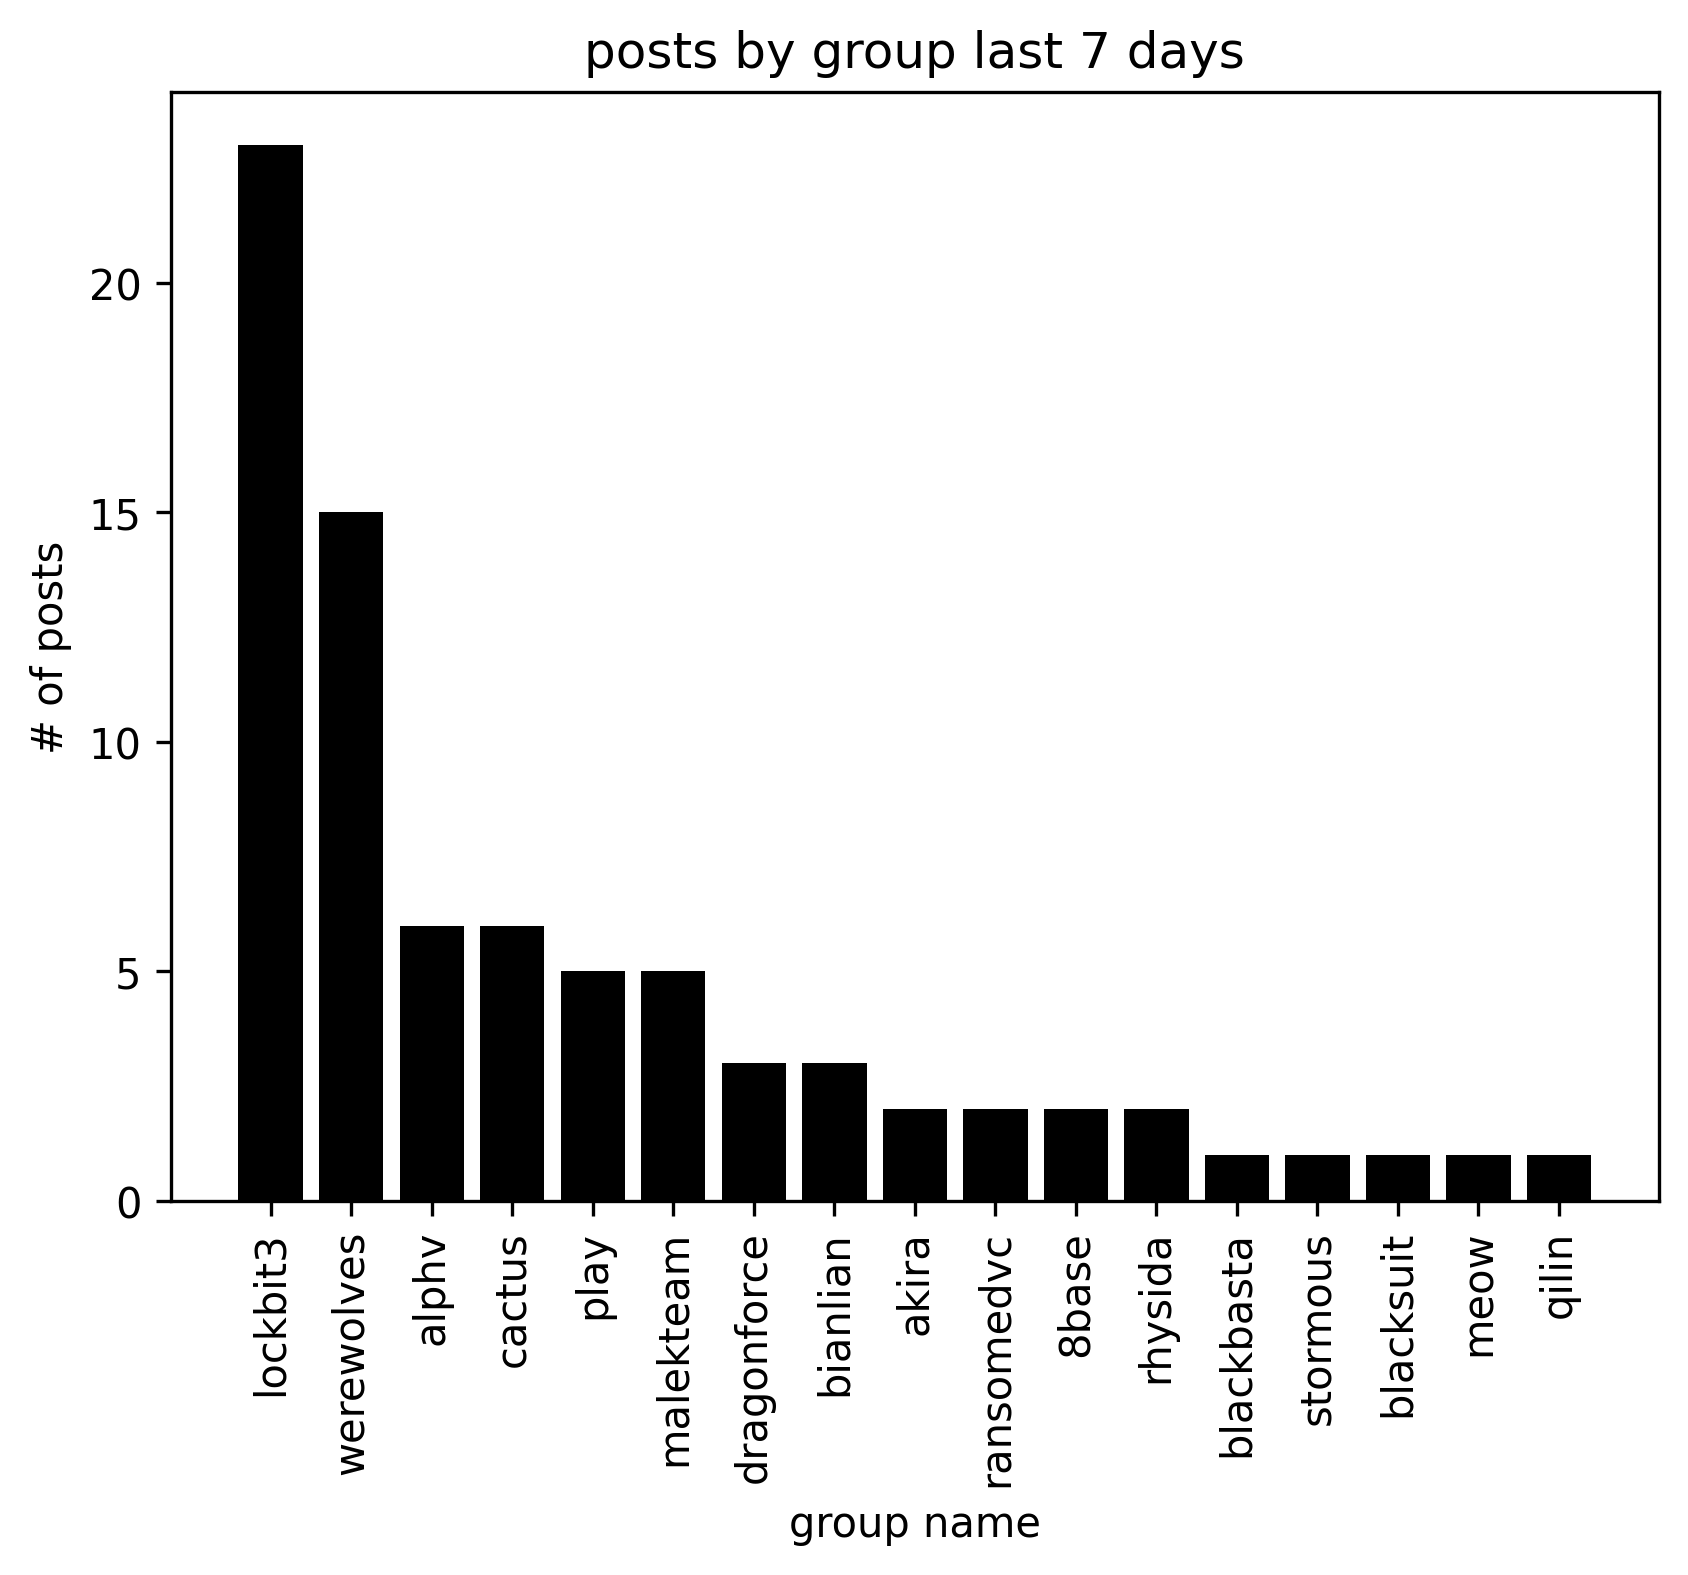 posts by group last 7 days
# of posts
20
15
10
5
0
lockbit3
werewolves
alphv
cactus
play
malekteam
dragonforce
bianlian
akira
ransomedvc
8base
rhysida
blackbasta
stormous
blacksuit
meow
qilin
group name